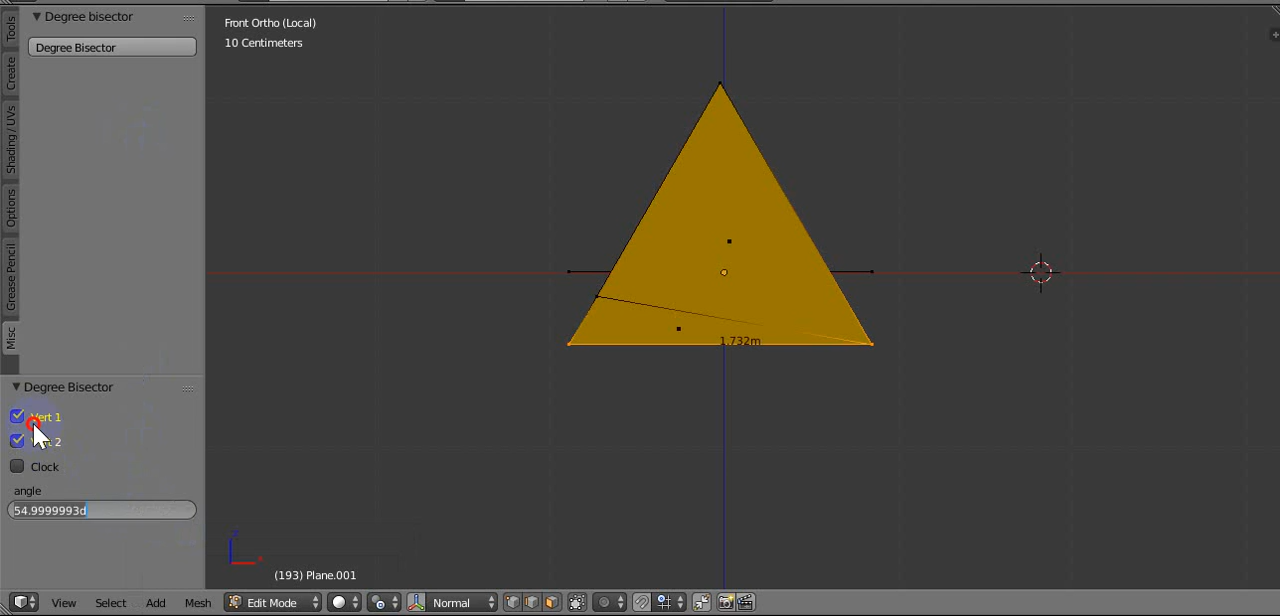 Degree bisector
Degree Bisector
Tools
Create
Shading / UVs
Options
Grease Pencil
Misc
Front Ortho (Local)
10 Centimeters
1.732m
Degree Bisector
Vert 1
2
Clock
angle
54.9999993d
(193) Plane.001
View Select Add Mesh Edit Mode Normal